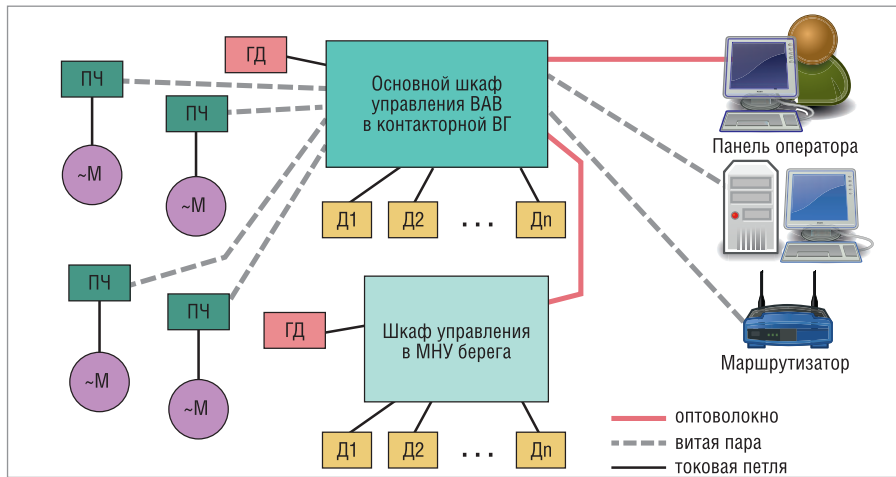 ГД
ПЧ
ПЧ
Основной шкаф
управления ВАВ
в контакторной ВГ
Панель оператора
~М
~М
Д1
Д2
...
Дn
ПЧ
ПЧ
ГД
Шкаф управления
в МНУ берега
Маршрутизатор
~М
~М
оптоволокно
витая пара
токовая петля
Д1
Д2
...
Дn